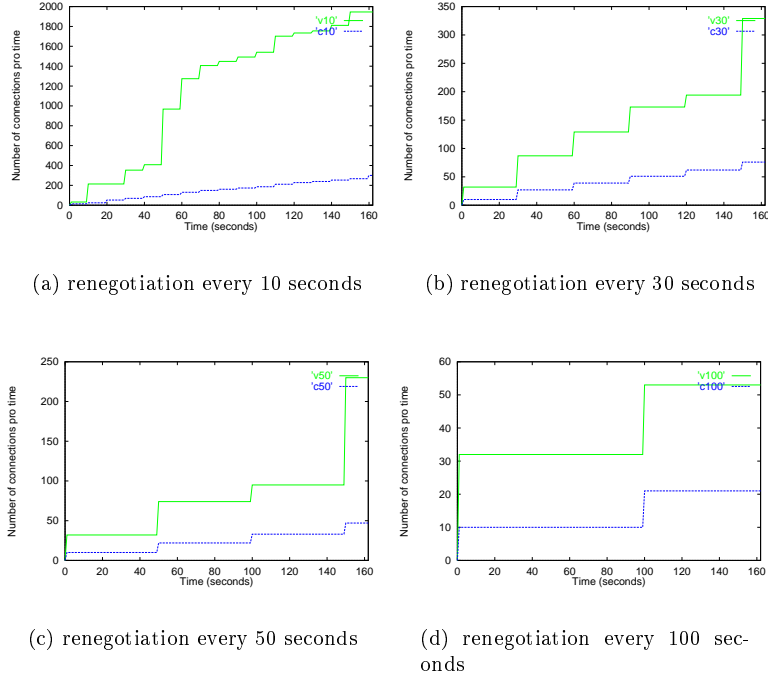 2000
1800
1600
1400
1200
1000
800
600
400
200
0
Number of connections pro time
'v10'
'c10'
0 20 40 60 80 100 120 140 160
Time (seconds)
(a) renegotiation every 10 seconds
350
300
250
200
150
100
50
0
Number of connections pro time
'v30'
'c30'
0 20 40 60 80 100 120 140 160
Time (seconds)
(b) renegotiation every 30 seconds
250
200
150
100
50
0
Number of connections pro time
'v50'
'c50'
0 20 40 60 80 100 120 140 160
Time (seconds)
(c) renegotiation every 50 seconds
60
50
40
30
20
10
0
Number of connections pro time
'v100'
'c100'
0 20 40 60 80 100 120 140 160
Time (seconds)
(d) renegotiation every 100 sec-
onds